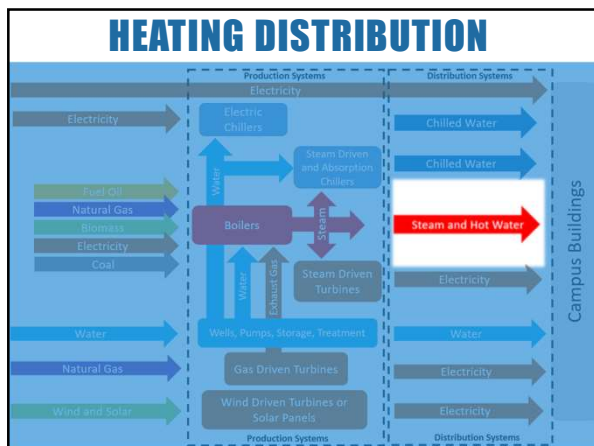 HEATING DISTRIBUTION
Production Systems
Distribution Systems
Electricity
Electricity
Electric
Chillers
Chilled Water
Water
Steam Driven
and Absorption
Chillers
Chilled Water
Fuel Oil
Natural Gas
Biomass
Electricity
Coal
Boilers
Steam
Steam and Hot Water
Water
Exhaust Gas
Steam Driven
Turbines
Electricity
Campus Buildings
Water
Wells, Pumps, Storage, Treatment
Water
Natural Gas
Gas Driven Turbines
Electricity
Wind and Solar
Wind Driven Turbines or
Solar Panels
Electricity
Production Systems
Distribution Systems